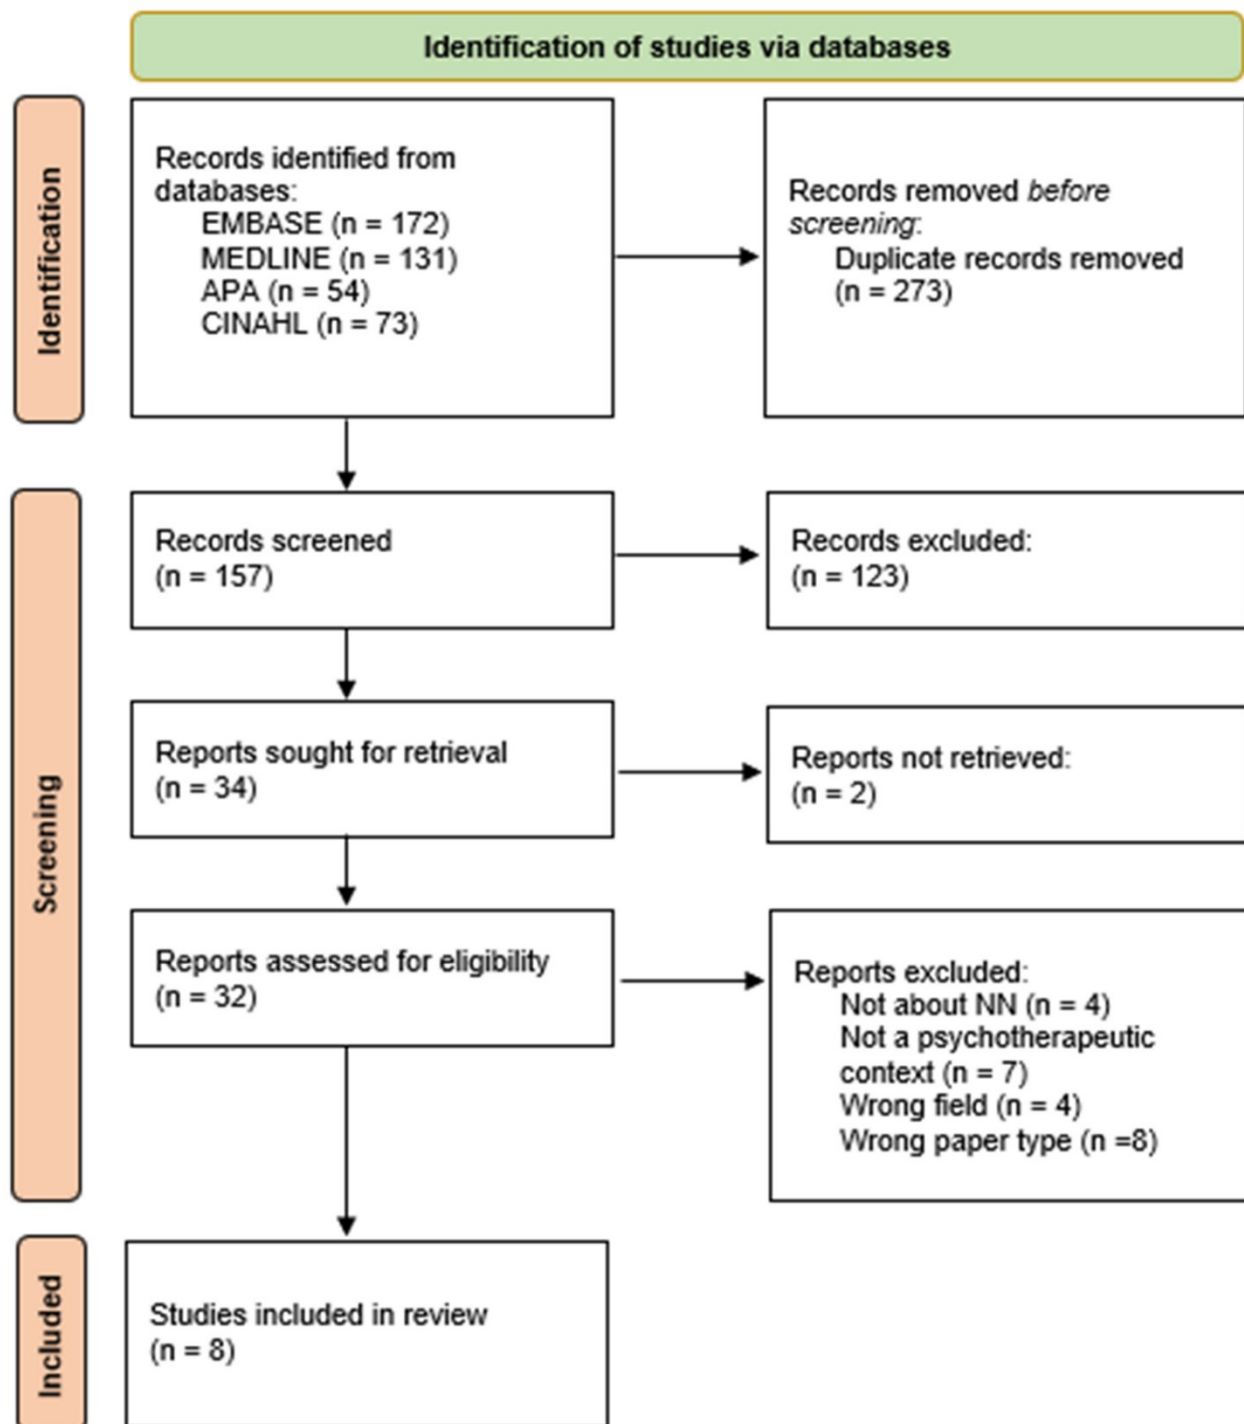 Identification of studies via databases
Identification
Records identified from
databases:
EMBASE (n = 172)
MEDLINE (n = 131)
APA (n = 54)
CINAHL (n = 73)
Records removed before
screening:
Duplicate records removed
(n = 273)
Screening
Records screened
(n = 157)
Records excluded:
(n = 123)
Reports sought for retrieval
(n = 34)
Reports not retrieved:
(n = 2)
Reports assessed for eligibility
(n = 32)
Reports excluded:
Not about NN (n = 4)
Not a psychotherapeutic
context (n = 7)
Wrong field (n = 4)
Wrong paper type (n =8)
Included
Studies included in review
(n = 8)